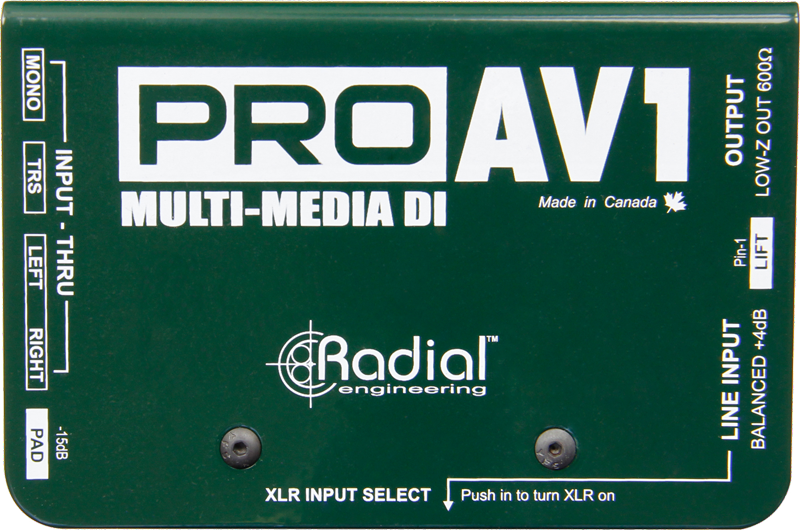 PRO AV1
MULTI-MEDIA DI
Made in Canada
MONO
TRS
LEFT
RIGHT
INPUT - THRU
-15dB
PAD
OUTPUT
LOW-Z OUT 600Ω
Pin-1
LIFT
LINE INPUT
BALANCED +4dB
Radial™
engineering
XLR INPUT SELECT
Push in to turn XLR on